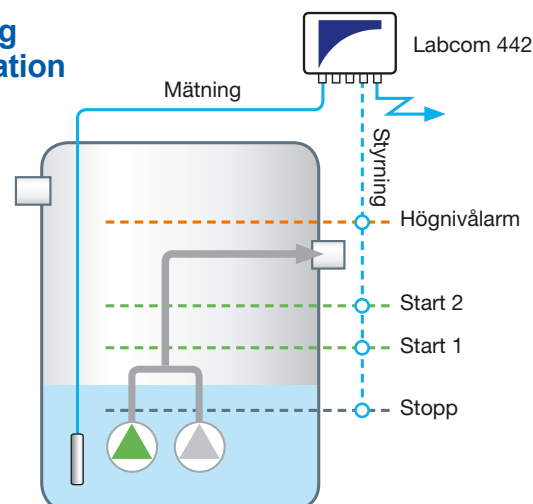 g
ation
Labcom 442
Mätning
Styrning
Högnivålarm
Start 2
Start 1
Stopp